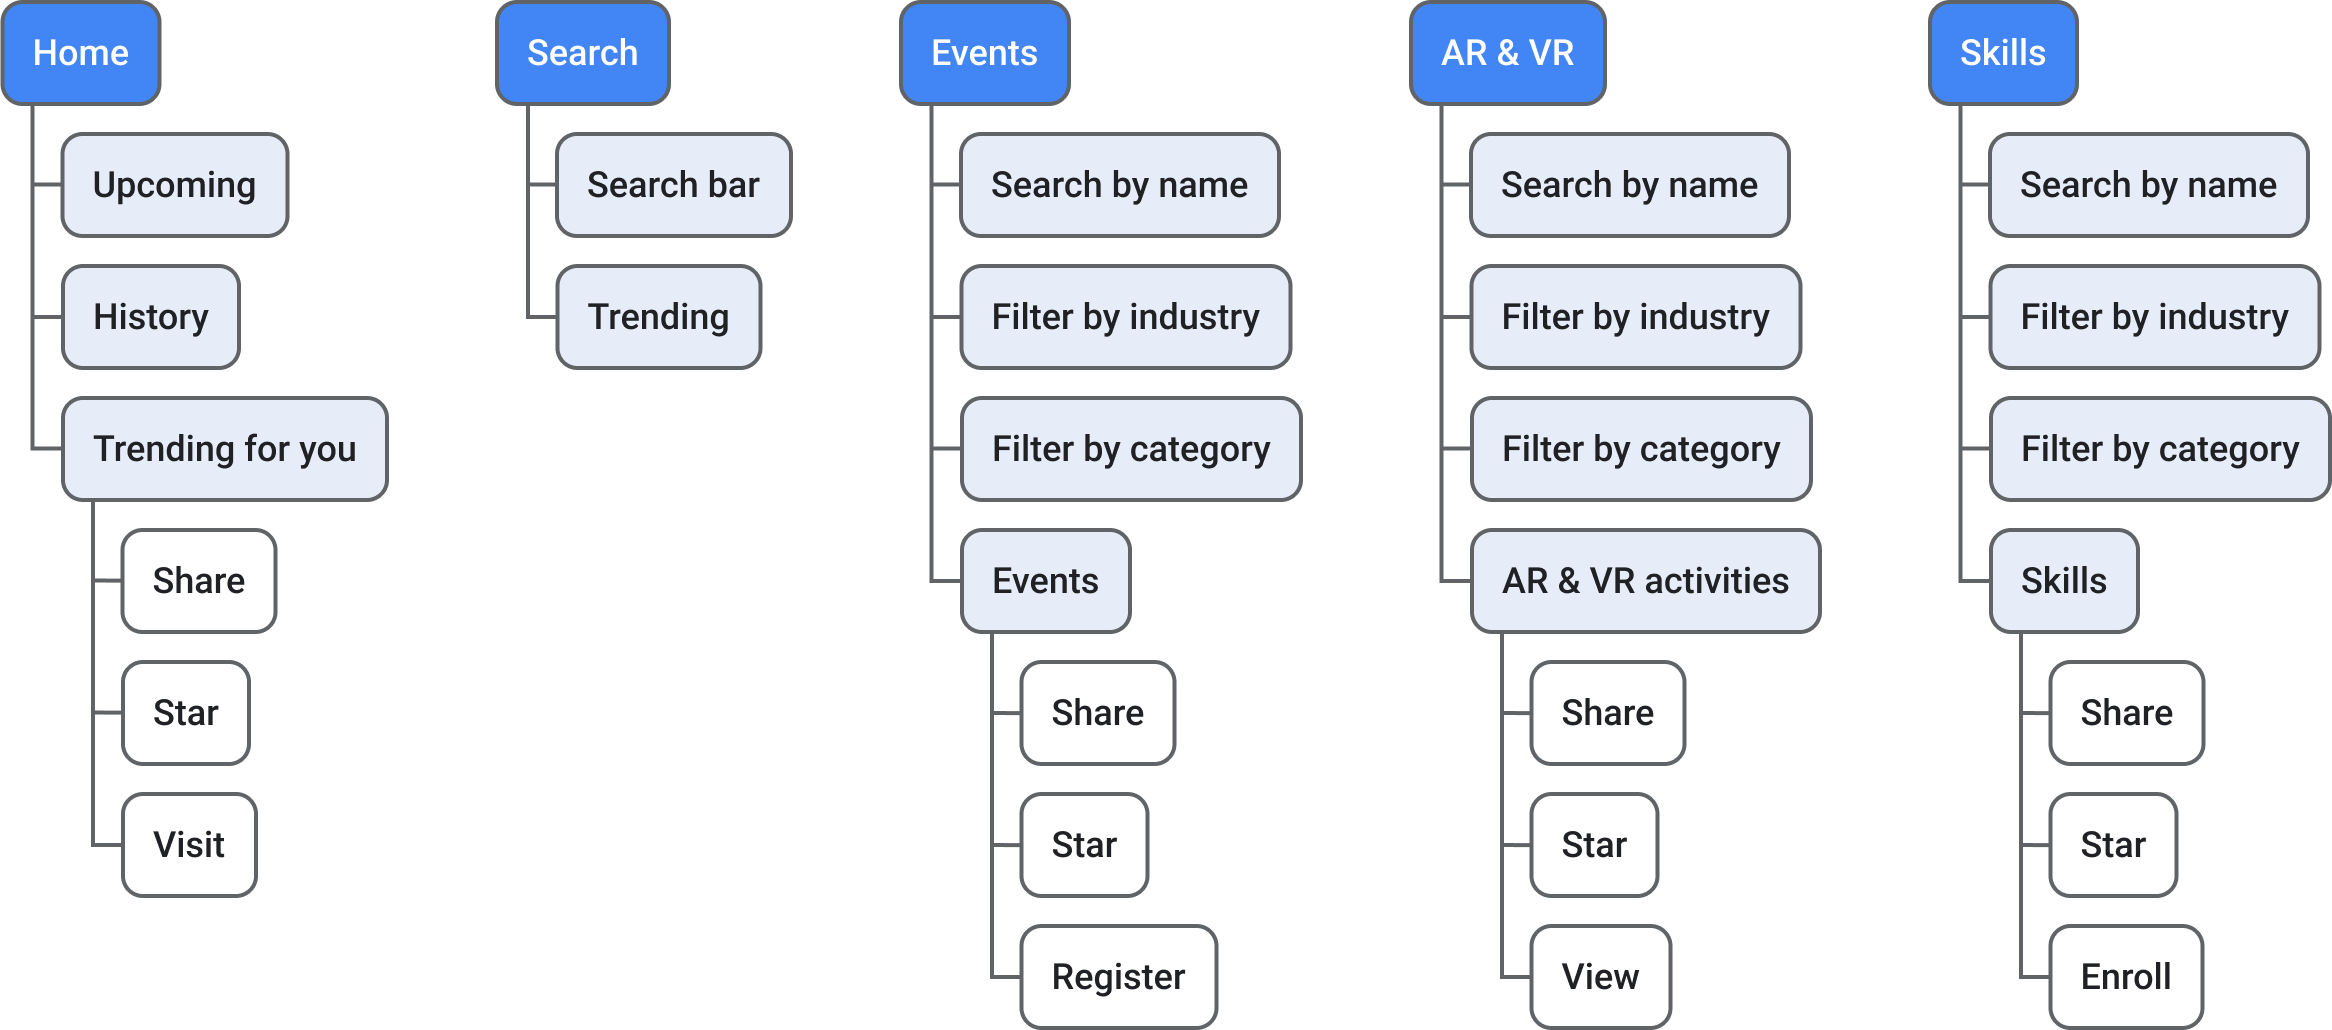 Home
Upcoming
History
Trending for you
Share
Star
Visit
Search
Search bar
Trending
Events
Search by name
Filter by industry
Filter by category
Events
Share
Star
Register
AR & VR
Search by name
Filter by industry
Filter by category
AR & VR activities
Share
Star
View
Skills
Search by name
Filter by industry
Filter by category
Skills
Share
Star
Enroll